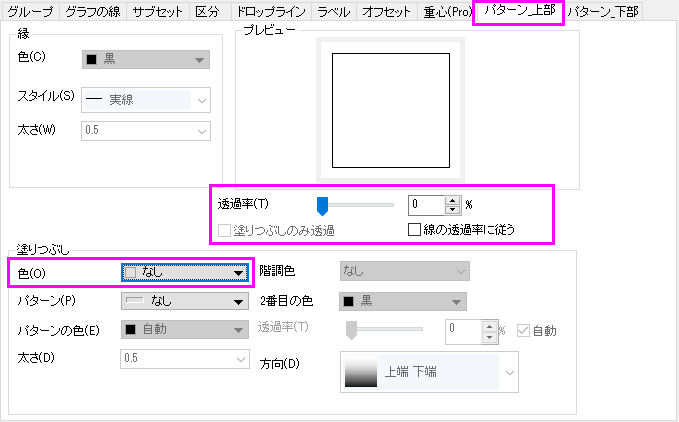 グループ グラフの線 サブセット 区分 ドロップライン ラベル オフセット 重心(Pro) パターン_上部 パターン_下部
縁
色(C) 黒
スタイル(S) 実線
太さ(W) 0.5
プレビュー
透過率(T) 0 %
塗りつぶしのみ透過 線の透過率に従う
塗りつぶし
色(O) なし 階調色 なし
パターン(P) なし 2番目の色 黒
パターンの色(E) 自動 透過率(T) 0 % 自動
太さ(D) 0.5 方向(D) 上端 下端